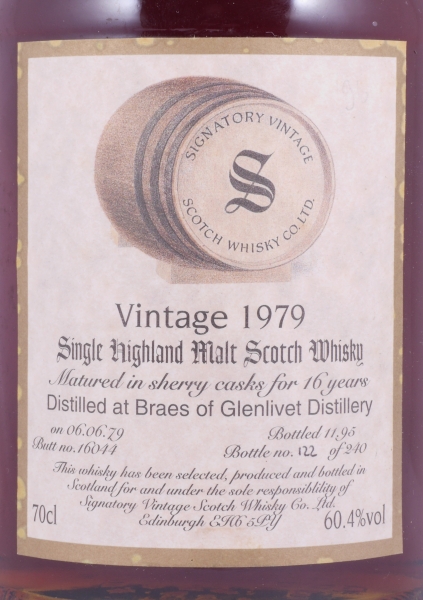 SIGNATORY VINTAGE
S
SCOTCH WHISKY CO. LTD.
Vintage 1979
Single Highland Malt Scotch Whisky
Matured in sherry casks for 16 years
Distilled at Braes of Glenlivet Distillery
on 06.06.79 Bottled 11.95
Butt no.16044 Bottle no. 122 of 240
This whisky has been selected, produced and bottled in
Scotland for and under the sole responsiblility of
Signatory Vintage Scotch Whisky Co. Ltd.
70cl Edinburgh EH6 5PY 60.4%vol